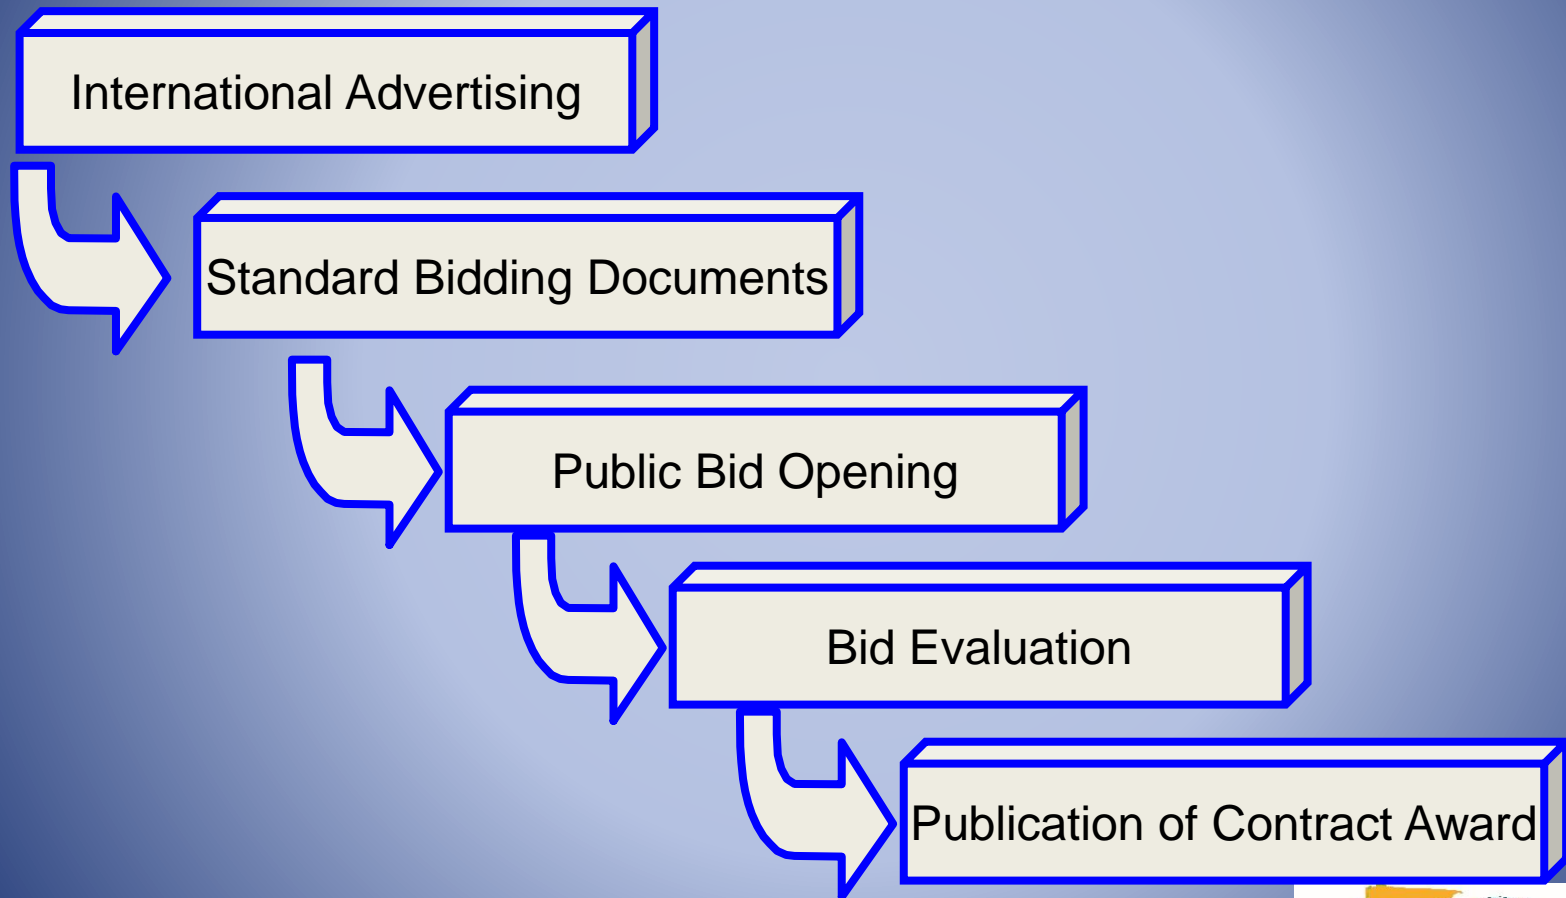 International Advertising
Standard Bidding Documents
Public Bid Opening
Bid Evaluation
Publication of Contract Award